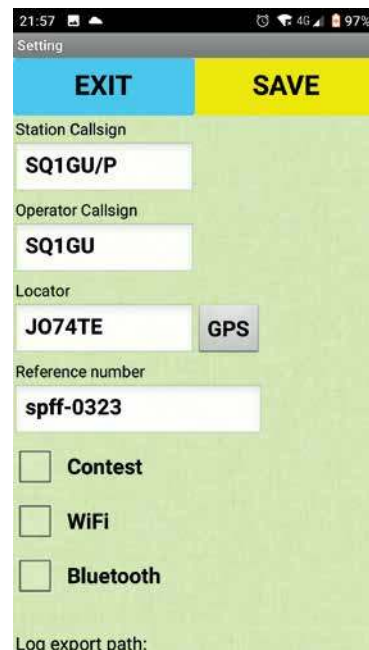 21:57 4G 97%
Setting
EXIT SAVE
Station Callsign
SQ1GU/P
Operator Callsign
SQ1GU
Locator
JO74TE GPS
Reference number
spff-0323
Contest
WiFi
Bluetooth
Log export path: